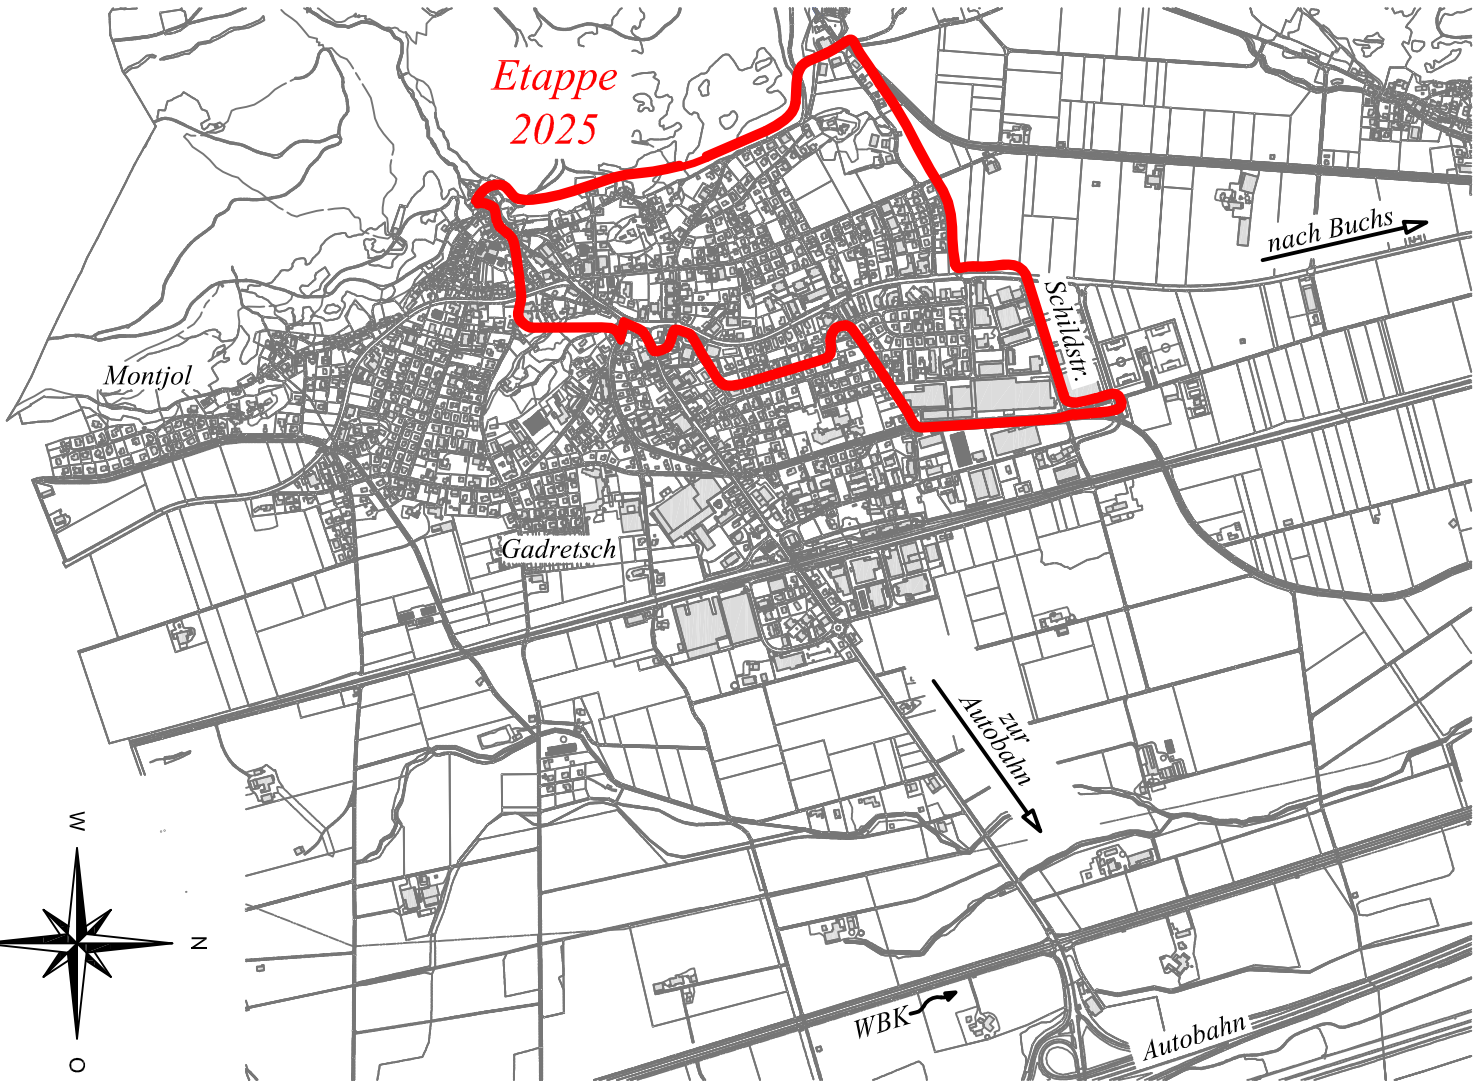 Etappe
2025
nach Buchs
Schildstr.
Montjol
Gadretsch
zur
Autobahn
W
N
O
WBK
Autobahn